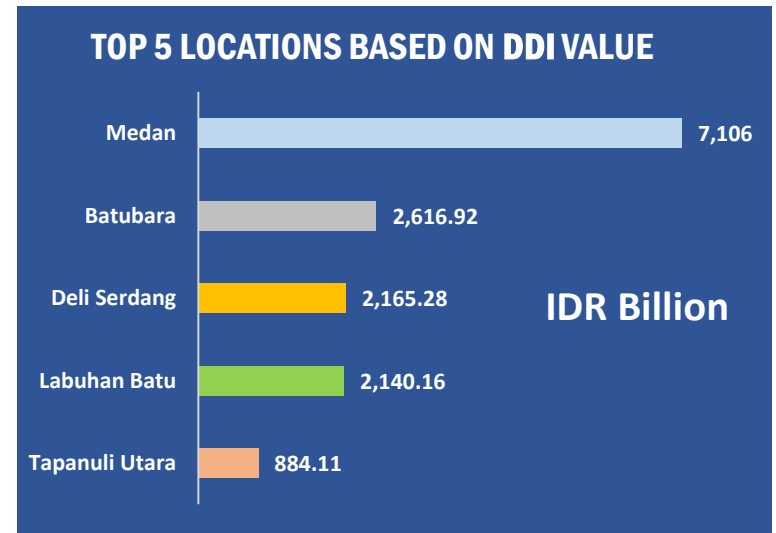 TOP 5 LOCATIONS BASED ON DDI VALUE
Medan 7,106
Batubara 2,616.92
Deli Serdang 2,165.28
IDR Billion
Labuhan Batu 2,140.16
Tapanuli Utara 884.11